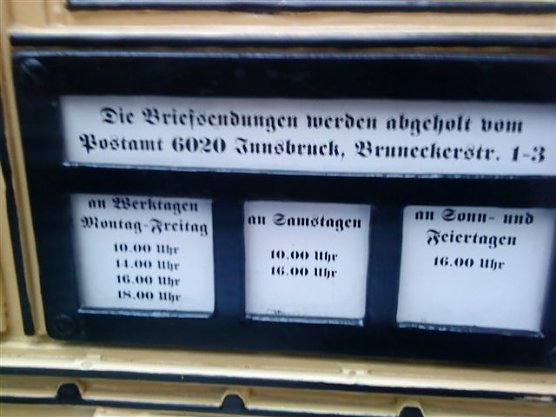 Die Briefsendungen werden abgeholt vom
Postamt 6020 Innsbruck, Bruneckerstr. 1-3
an Werktagen
Montag-Freitag
10.00 Uhr
14.00 Uhr
16.00 Uhr
18.00 Uhr
an Samstagen
10.00 Uhr
16.00 Uhr
an Sonn- und
Feiertagen
16.00 Uhr